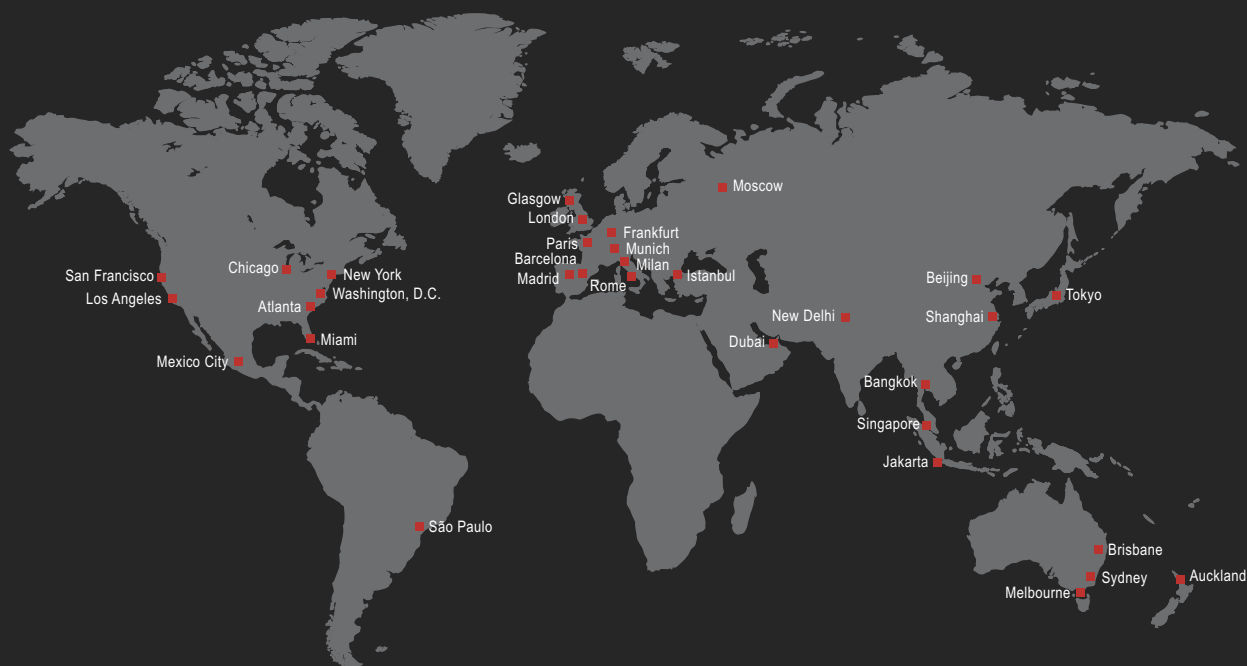 Moscow
Glasgow
London
Frankfurt
Paris
Munich
Barcelona
Milan
Madrid
Rome
Istanbul
San Francisco
Chicago
New York
Los Angeles
Washington, D.C.
Atlanta
Miami
Mexico City
Beijing
Tokyo
New Delhi
Shanghai
Dubai
Bangkok
Singapore
Jakarta
São Paulo
Brisbane
Sydney
Auckland
Melbourne